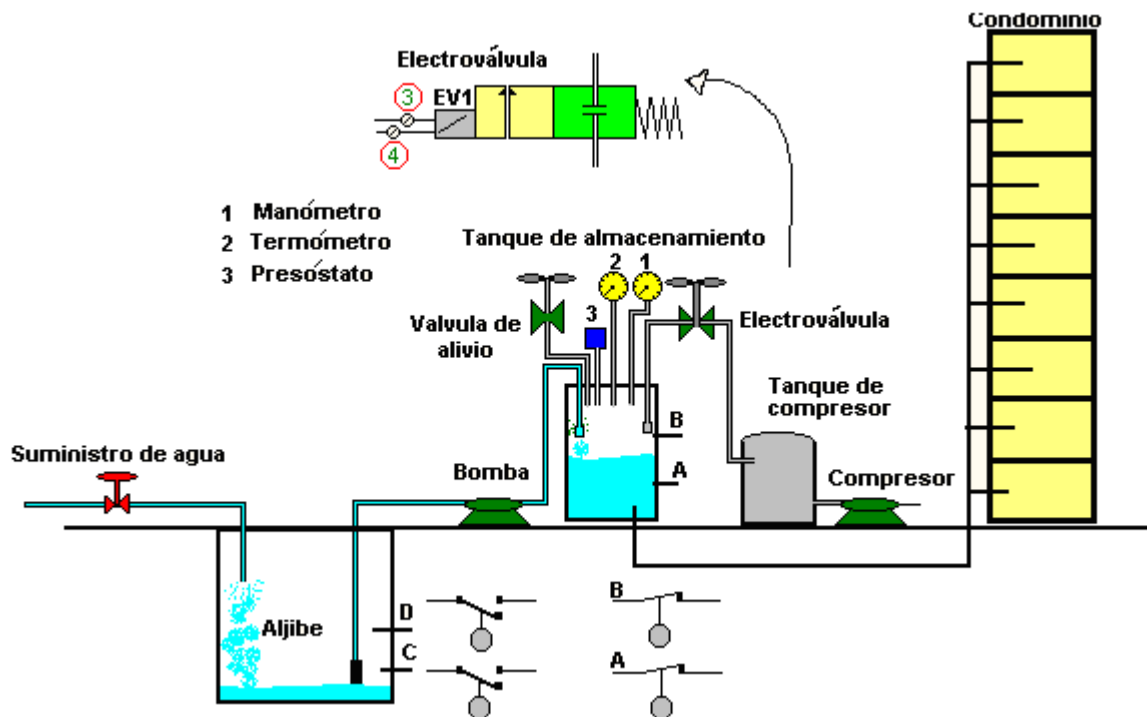 Condominio
Electroválvula
EV1
3
4
1 Manómetro
2 Termómetro
3 Presóstato
Tanque de almacenamiento
2 1
3
Valvula de
alivio
Electroválvula
Tanque de
compresor
B
A
Suministro de agua
Bomba
Compresor
Aljibe
D
C
B
A